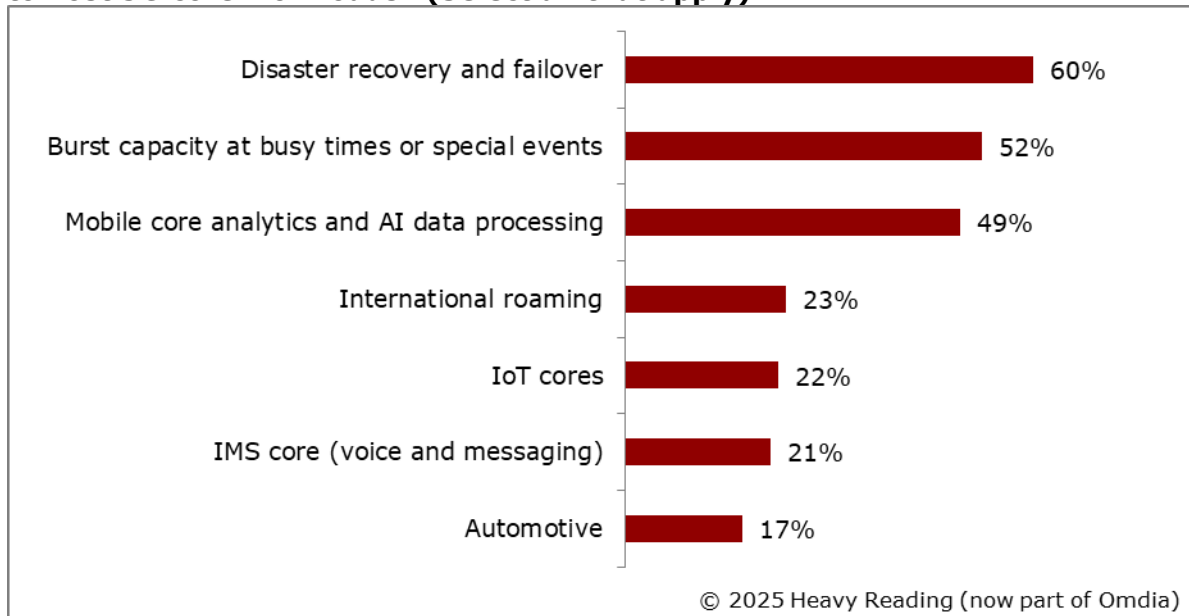 Disaster recovery and failover 60%
Burst capacity at busy times or special events 52%
Mobile core analytics and AI data processing 49%
International roaming 23%
IoT cores 22%
IMS core (voice and messaging) 21%
Automotive 17%
© 2025 Heavy Reading (now part of Omdia)